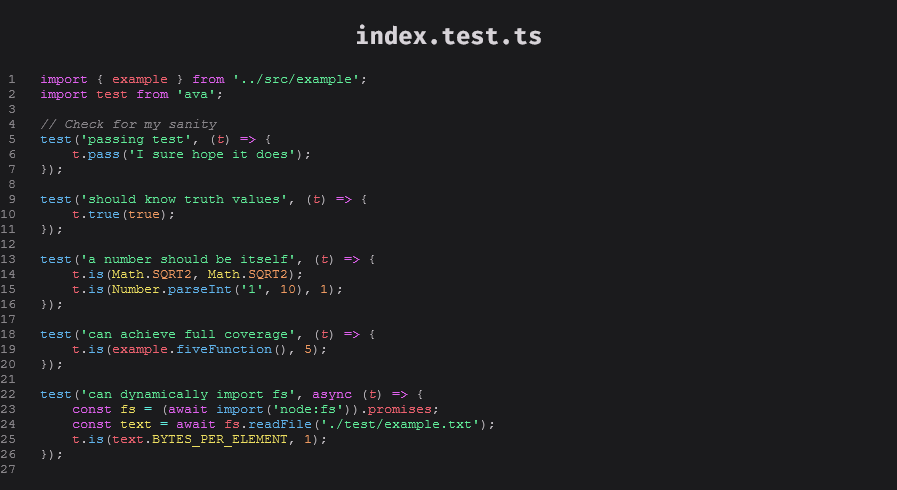 index.test.ts
1 import { example } from '../src/example';
2 import test from 'ava';
3
4 // Check for my sanity
5 test('passing test', (t) => {
6     t.pass('I sure hope it does');
7 });
8
9 test('should know truth values', (t) => {
10     t.true(true);
11 });
12
13 test('a number should be itself', (t) => {
14     t.is(Math.SQRT2, Math.SQRT2);
15     t.is(Number.parseInt('1', 10), 1);
16 });
17
18 test('can achieve full coverage', (t) => {
19     t.is(example.fiveFunction(), 5);
20 });
21
22 test('can dynamically import fs', async (t) => {
23     const fs = (await import('node:fs')).promises;
24     const text = await fs.readFile('./test/example.txt');
25     t.is(text.BYTES_PER_ELEMENT, 1);
26 });
27